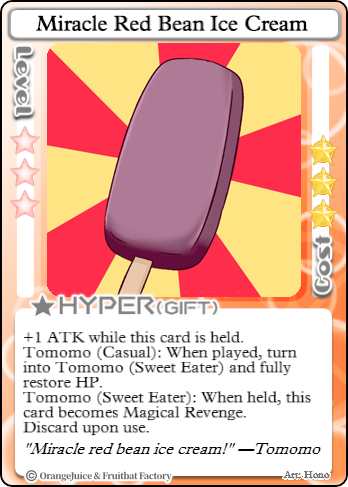 Miracle Red Bean Ice Cream
Level
Cost
HYPER(GIFT)
+1 ATK while this card is held.
Tomomo (Casual): When played, turn
into Tomomo (Sweet Eater) and fully
restore HP.
Tomomo (Sweet Eater): When held, this
card becomes Magical Revenge.
Discard upon use.
"Miracle red bean ice cream!" —Tomomo
© OrangeJuice & Fruitbat Factory
Art: Hono